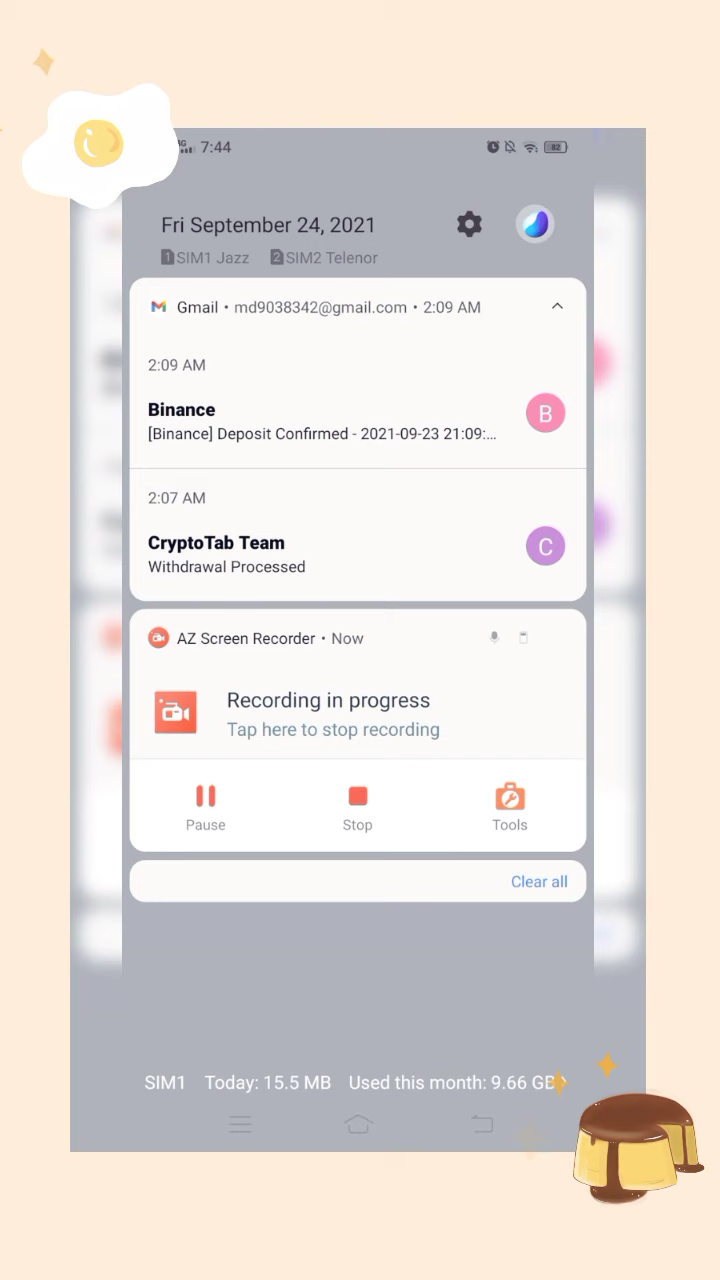 7:44
82
Fri September 24, 2021
1 SIM1 Jazz 2 SIM2 Telenor
Gmail • md9038342@gmail.com • 2:09 AM
2:09 AM
Binance
B
[Binance] Deposit Confirmed - 2021-09-23 21:09:...
2:07 AM
CryptoTab Team
C
Withdrawal Processed
AZ Screen Recorder • Now
Recording in progress
Tap here to stop recording
Pause Stop Tools
Clear all
SIM1 Today: 15.5 MB Used this month: 9.66 GB